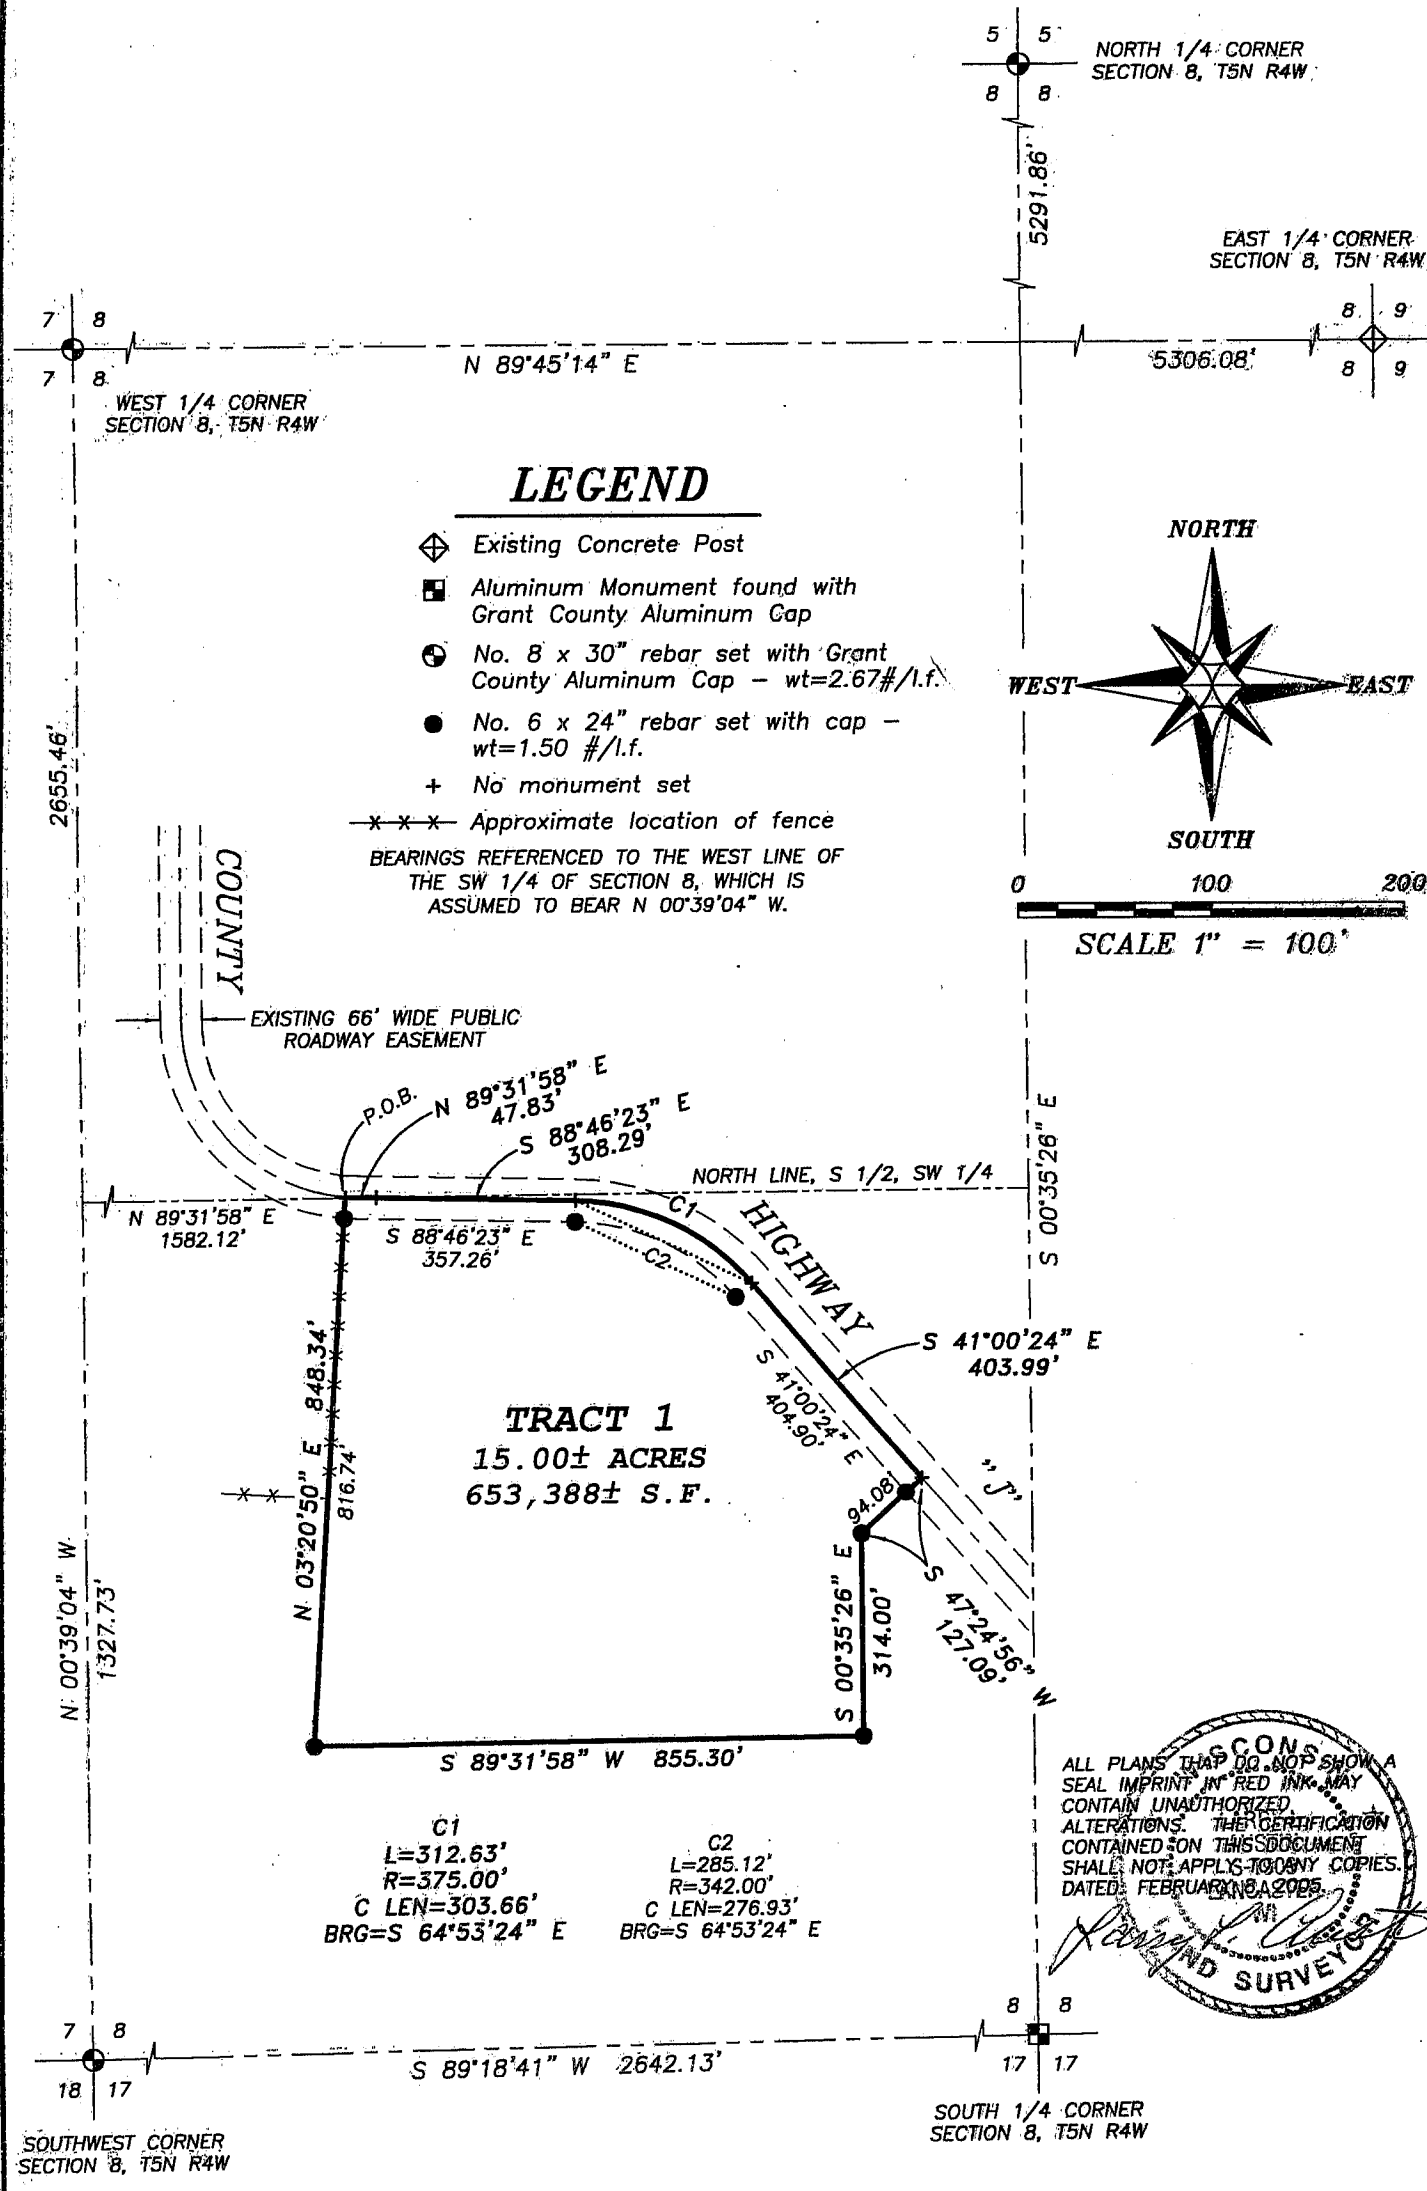 5 5
8 8
NORTH 1/4 CORNER
SECTION 8, T5N R4W
5291.86'
EAST 1/4 CORNER
SECTION 8, T5N R4W
8 9
8 9
7 8
7 8
N 89°45'14" E
5306.08'
WEST 1/4 CORNER
SECTION 8, T5N R4W
LEGEND
Existing Concrete Post
Aluminum Monument found with
Grant County Aluminum Cap
No. 8 x 30" rebar set with Grant
County Aluminum Cap – wt=2.67#/l.f.
No. 6 x 24" rebar set with cap –
wt=1.50 #/l.f.
+ No monument set
x x x Approximate location of fence
BEARINGS REFERENCED TO THE WEST LINE OF
THE SW 1/4 OF SECTION 8, WHICH IS
ASSUMED TO BEAR N 00°39'04" W.
NORTH
WEST
EAST
SOUTH
0 100 200
SCALE 1" = 100'
2655.46'
COUNTY
EXISTING 66' WIDE PUBLIC
ROADWAY EASEMENT
P.O.B.
N 89°31'58" E
47.83'
S 88°46'23" E
308.29'
NORTH LINE, S 1/2, SW 1/4
S 00°35'26" E
N 89°31'58" E
1582.12'
S 88°46'23" E
357.26'
C1
C2
HIGHWAY
S 41°00'24" E
403.99'
S 41°00'24" E
404.90'
"J"
N 03°20'50" E 848.34'
816.74'
TRACT 1
15.00± ACRES
653,388± S.F.
94.08'
S 47°24'56" W
127.09'
S 00°35'26" E
314.00'
N 00°39'04" W
1327.73'
S 89°31'58" W 855.30'
C1
L=312.63'
R=375.00'
C LEN=303.66'
BRG=S 64°53'24" E
C2
L=285.12'
R=342.00'
C LEN=276.93'
BRG=S 64°53'24" E
ALL PLANS THAT DO NOT SHOW A
SEAL IMPRINT IN RED INK MAY
CONTAIN UNAUTHORIZED
ALTERATIONS. THE CERTIFICATION
CONTAINED ON THIS DOCUMENT
SHALL NOT APPLY TO ANY COPIES.
DATED FEBRUARY 8, 2005
WI
SURVEYOR
7 8
18 17
S 89°18'41" W 2642.13'
8 8
17 17
SOUTHWEST CORNER
SECTION 8, T5N R4W
SOUTH 1/4 CORNER
SECTION 8, T5N R4W